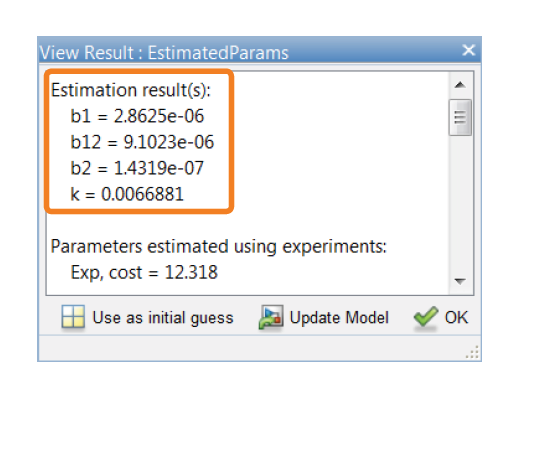 View Result : EstimatedParams
Estimation result(s):
b1 = 2.8625e-06
b12 = 9.1023e-06
b2 = 1.4319e-07
k = 0.0066881
Parameters estimated using experiments:
Exp, cost = 12.318
Use as initial guess Update Model OK